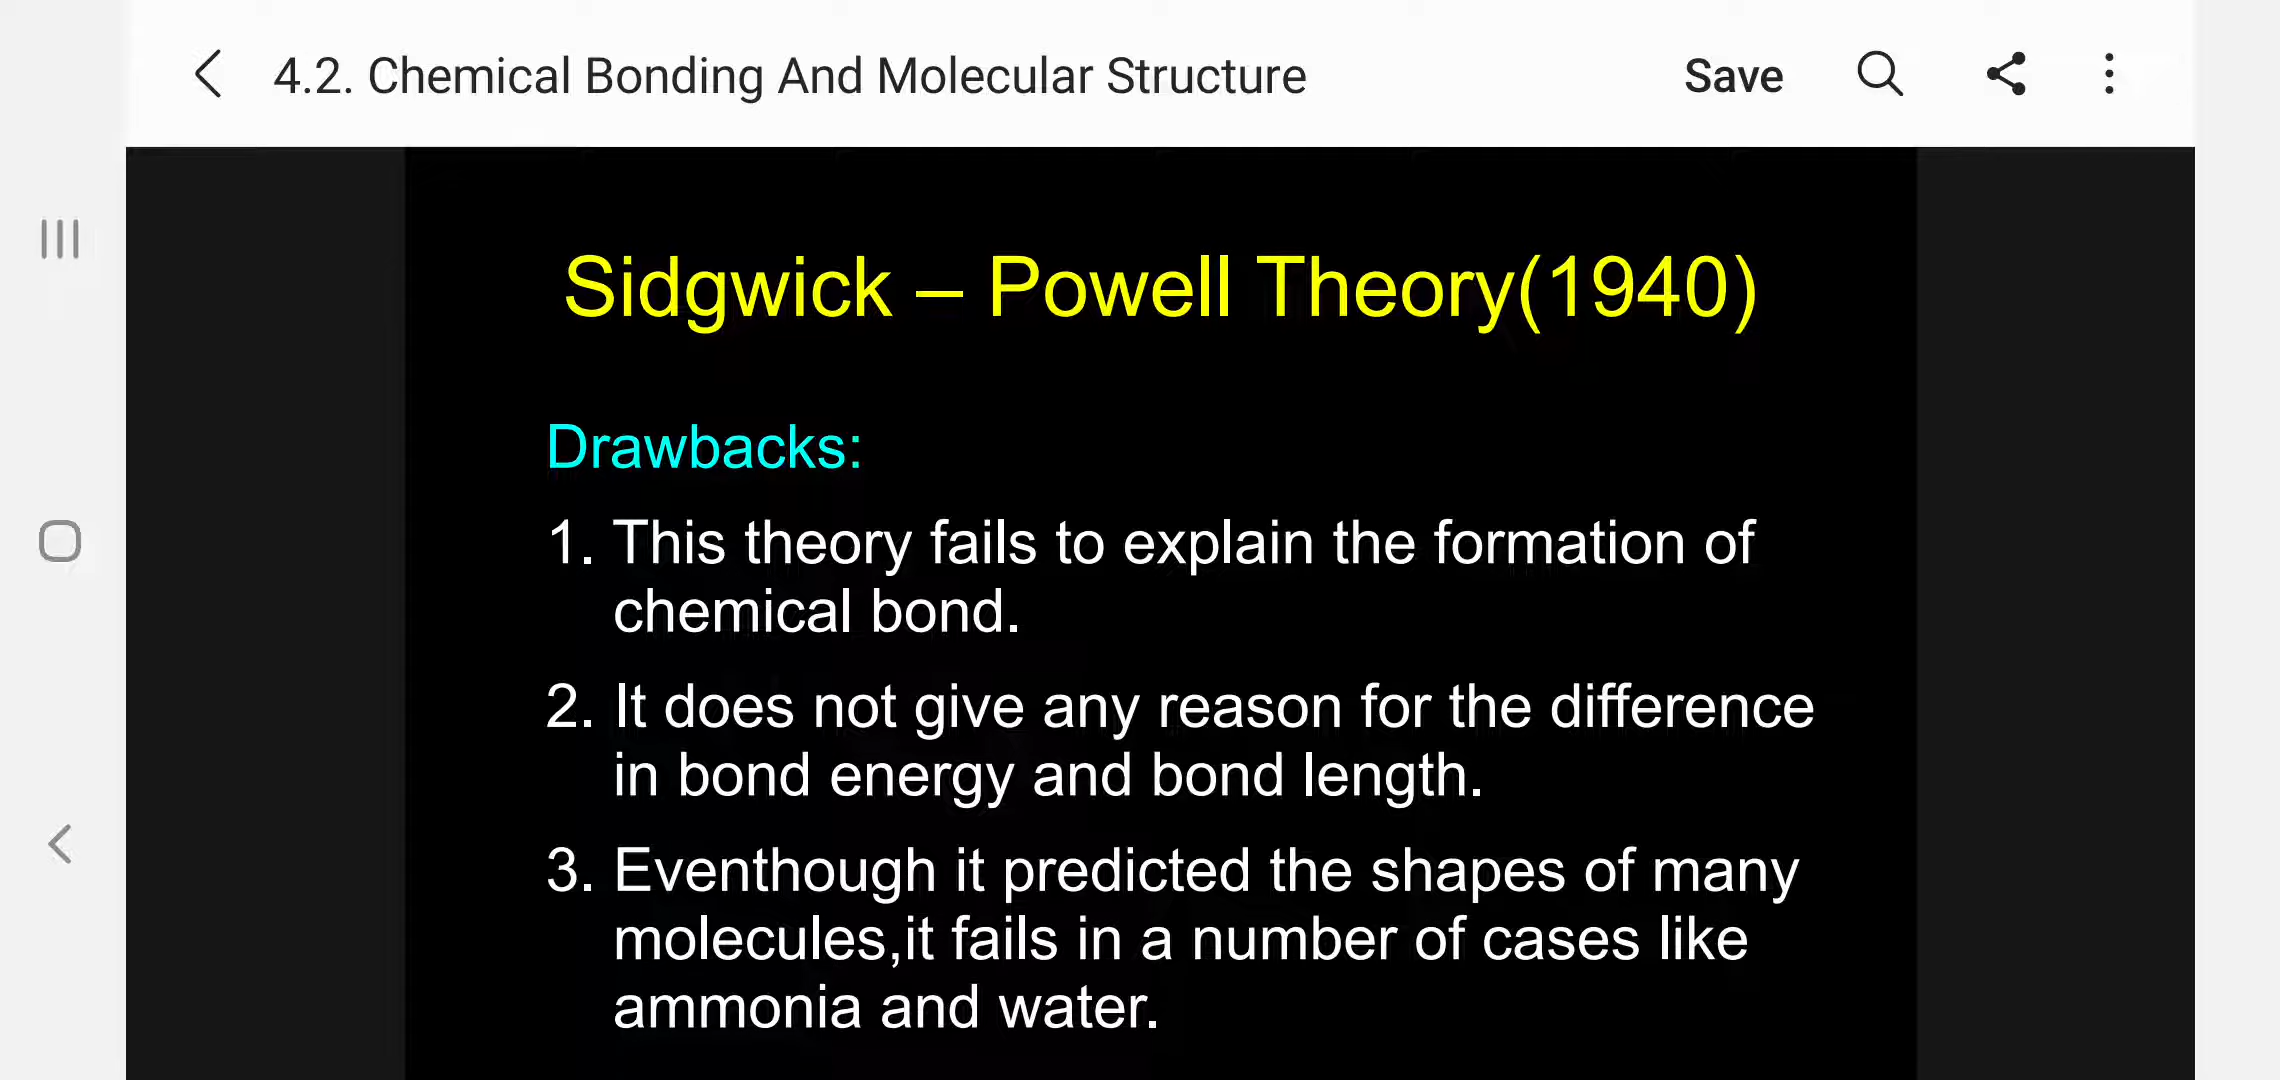 4.2. Chemical Bonding And Molecular Structure
Save
Sidgwick – Powell Theory(1940)
Drawbacks:
1. This theory fails to explain the formation of
chemical bond.
2. It does not give any reason for the difference
in bond energy and bond length.
3. Eventhough it predicted the shapes of many
molecules,it fails in a number of cases like
ammonia and water.